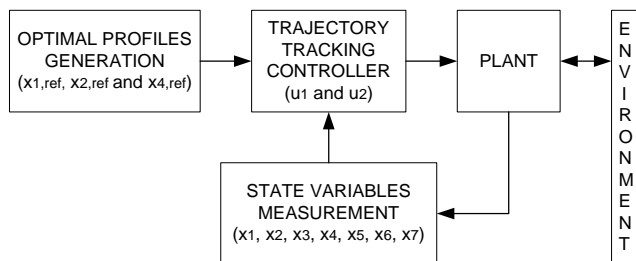 OPTIMAL PROFILES
GENERATION
(x1,ref, x2,ref and x4,ref)
TRAJECTORY
TRACKING
CONTROLLER
(u1 and u2)
PLANT
E
N
V
I
R
O
N
M
E
N
T
STATE VARIABLES
MEASUREMENT
(x1, x2, x3, x4, x5, x6, x7)